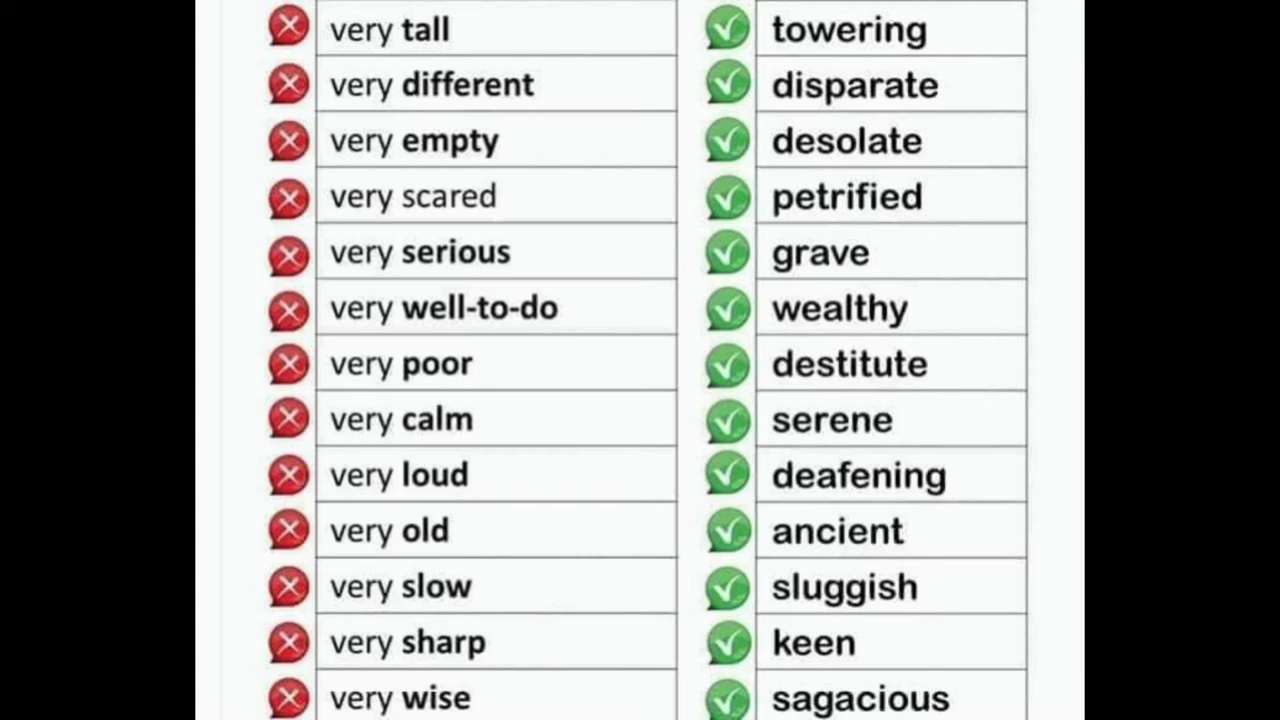 very tall towering
very different disparate
very empty desolate
very scared petrified
very serious grave
very well-to-do wealthy
very poor destitute
very calm serene
very loud deafening
very old ancient
very slow sluggish
very sharp keen
very wise sagacious